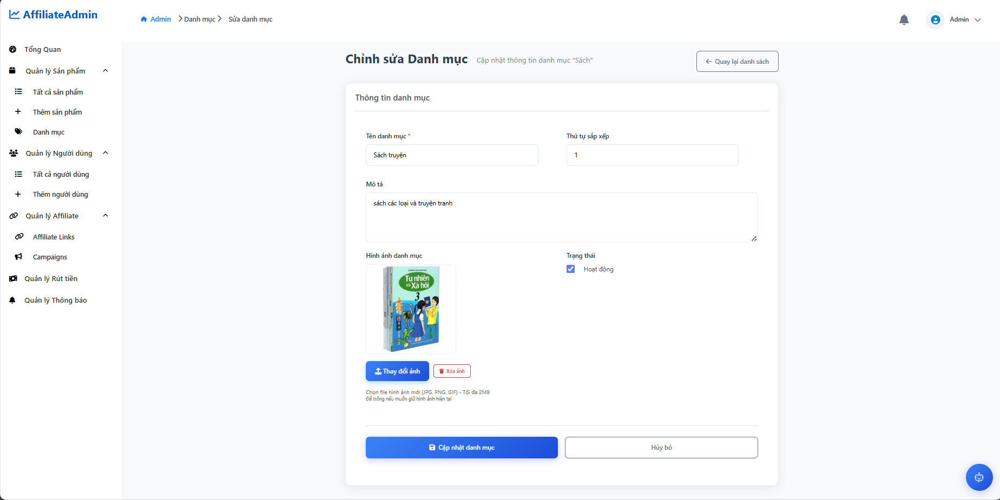 AffiliateAdmin
Admin
Danh mục
Sửa danh mục
Admin
Tổng Quan
Quản lý Sản phẩm
Tất cả sản phẩm
Thêm sản phẩm
Danh mục
Quản lý Người dùng
Tất cả người dùng
Thêm người dùng
Quản lý Affiliate
Affiliate Links
Campaigns
Quản lý Rút tiền
Quản lý Thông báo
Chỉnh sửa Danh mục
Cập nhật thông tin danh mục "Sách"
Quay lại danh sách
Thông tin danh mục
Tên danh mục *
Thứ tự sắp xếp
Sách truyện
1
Mô tả
sách các loại và truyện tranh
Hình ảnh danh mục
Trạng thái
Hoạt động
Tự nhiên
và Xã hội
3
Thay đổi ảnh
Xóa ảnh
Chọn file hình ảnh mới (JPG, PNG, GIF) - Tối đa 2MB
Để trống nếu muốn giữ hình ảnh hiện tại
Cập nhật danh mục
Hủy bỏ